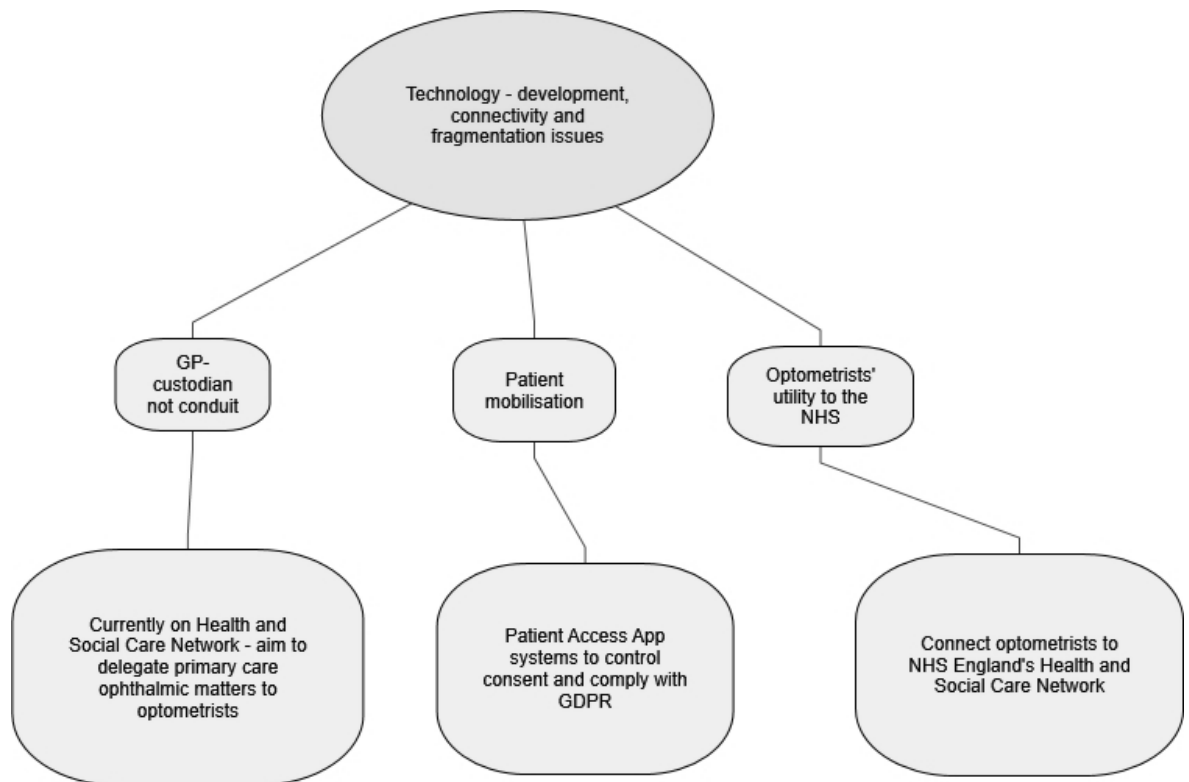 Technology - development,
connectivity and
fragmentation issues
GP-
custodian
not conduit
Patient
mobilisation
Optometrists'
utility to the
NHS
Currently on Health and
Social Care Network - aim to
delegate primary care
ophthalmic matters to
optometrists
Patient Access App
systems to control
consent and comply with
GDPR
Connect optometrists to
NHS England's Health and
Social Care Network